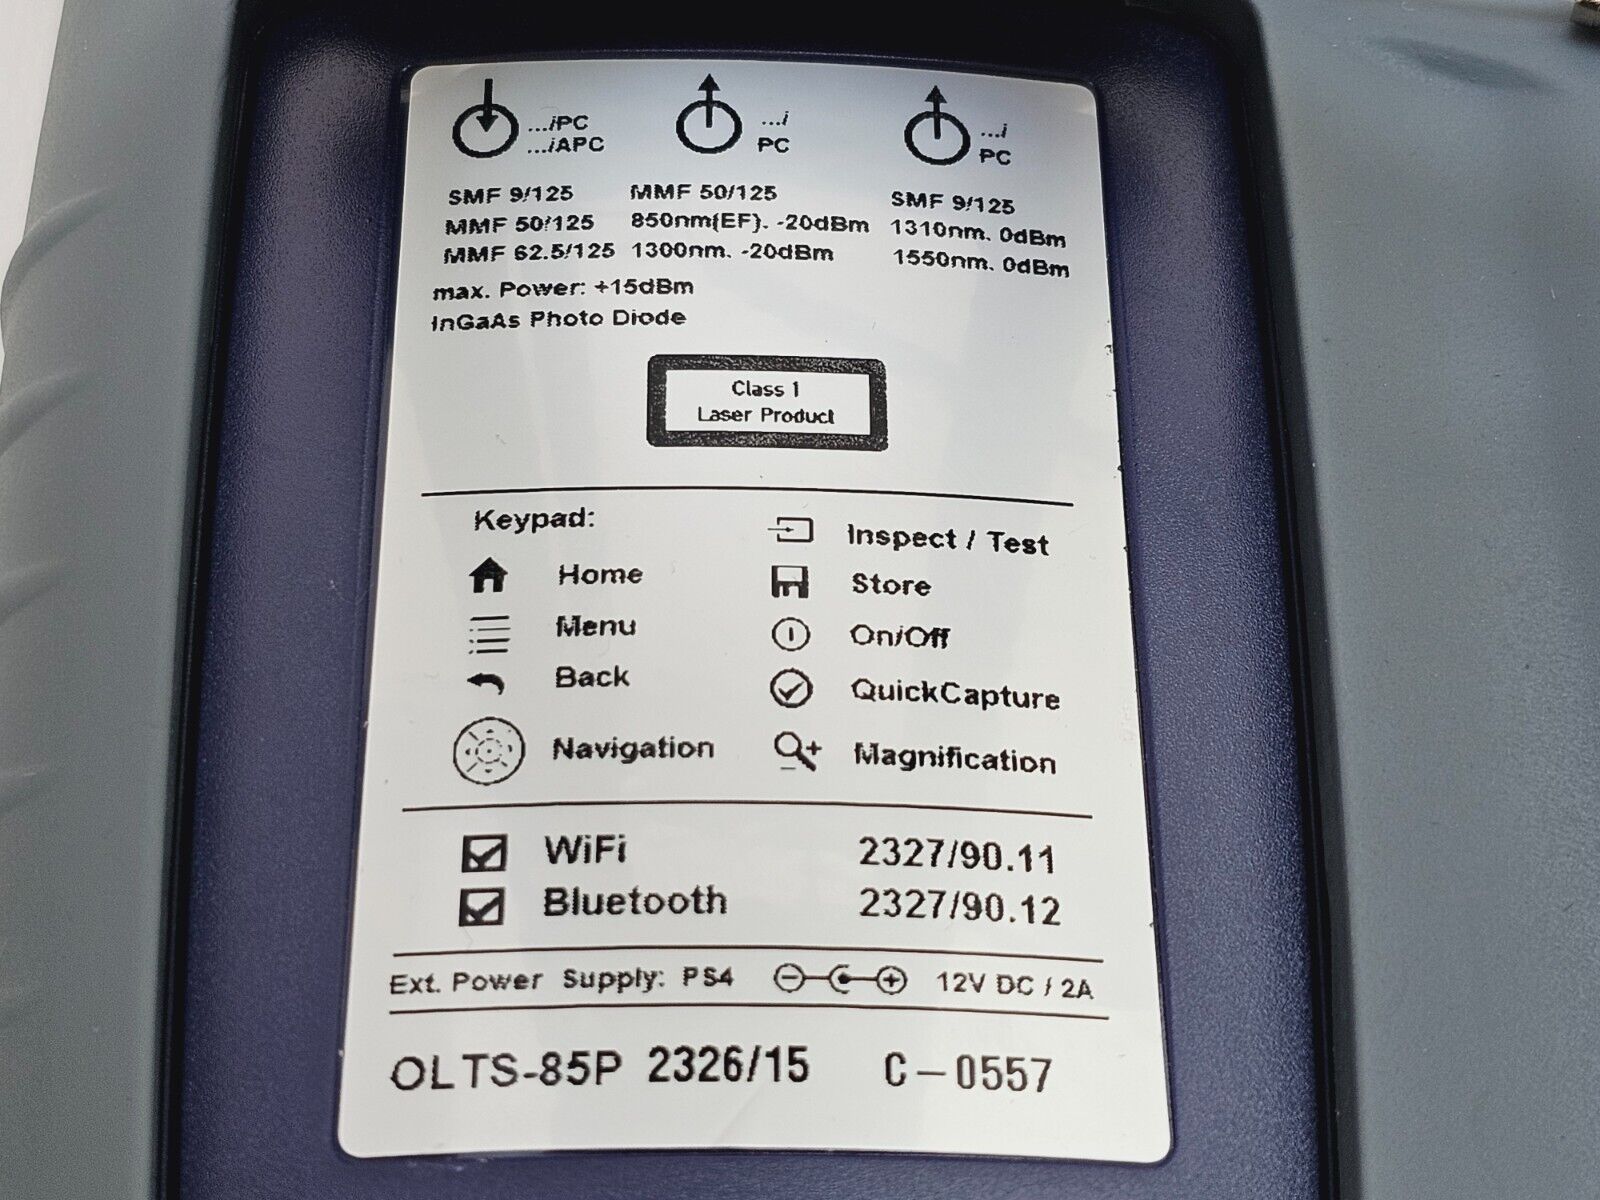 ...iPC
...iAPC
...i
PC
...i
PC
SMF 9/125
MMF 50/125
MMF 62.5/125
max. Power: +15dBm
InGaAs Photo Diode
MMF 50/125
850nm(EF). -20dBm
1300nm. -20dBm
SMF 9/125
1310nm. 0dBm
1550nm. 0dBm
Class 1
Laser Product
Keypad:
Home
Menu
Back
Navigation
Inspect / Test
Store
On/Off
QuickCapture
Magnification
WiFi 2327/90.11
Bluetooth 2327/90.12
Ext. Power Supply: PS4 12V DC / 2A
OLTS-85P 2326/15 C-0557